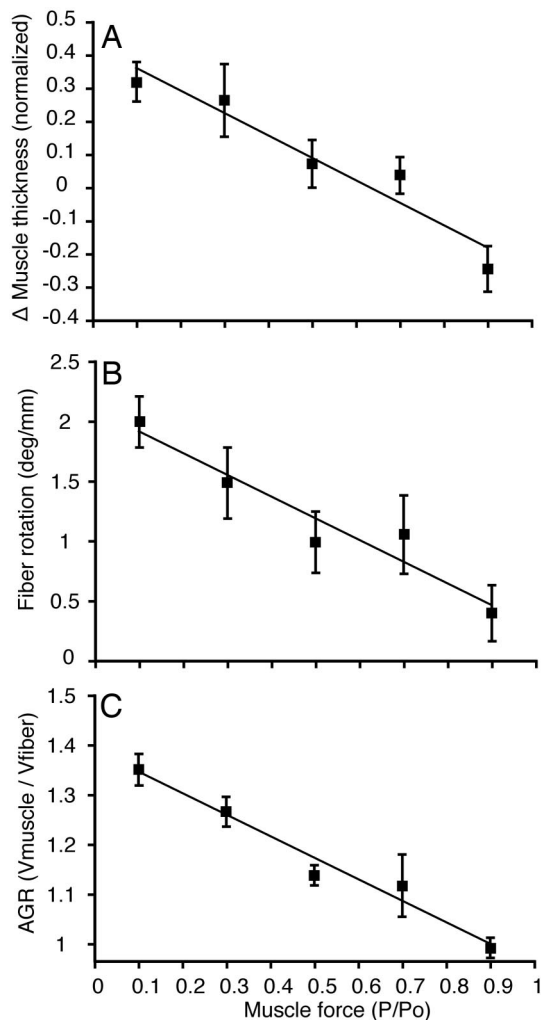 A
Δ Muscle thickness (normalized)
0.5
0.4
0.3
0.2
0.1
0
-0.1
-0.2
-0.3
-0.4
B
Fiber rotation (deg/mm)
2.5
2
1.5
1
0.5
0
C
AGR (Vmuscle / Vfiber)
1.5
1.4
1.3
1.2
1.1
1
0 0.1 0.2 0.3 0.4 0.5 0.6 0.7 0.8 0.9 1
Muscle force (P/Po)